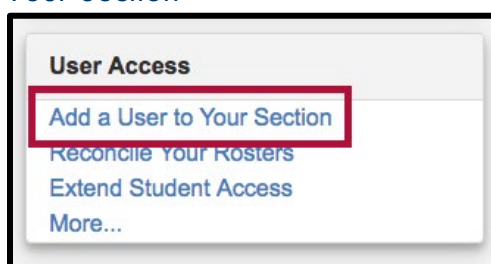 User Access
Add a User to Your Section
Reconcile Your Rosters
Extend Student Access
More...